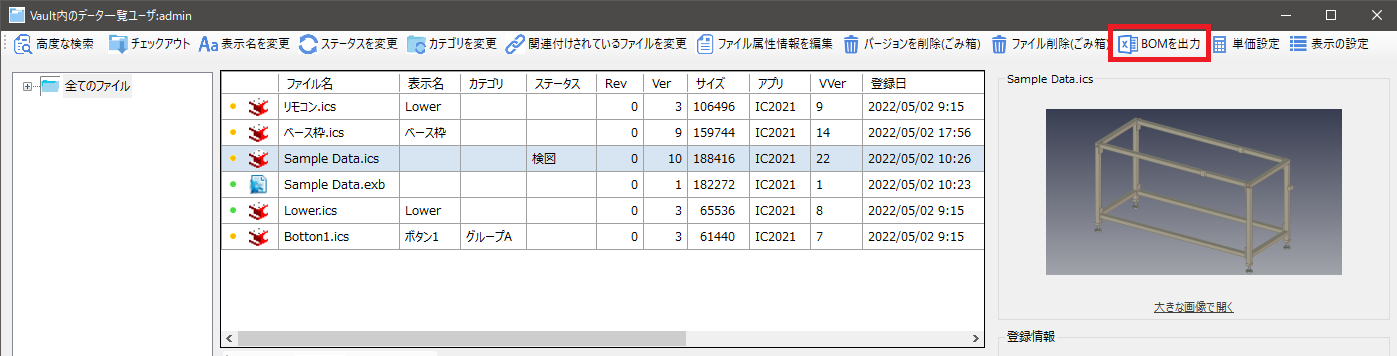 Vault内のデータ一覧ユーザ:admin
高度な検索 チェックアウト Aa 表示名を変更 ステータスを変更 カテゴリを変更 関連付けされているファイルを変更 ファイル属性情報を編集 バージョンを削除(ごみ箱) ファイル削除(ごみ箱) BOMを出力 単価設定 表示の設定
全てのファイル
ファイル名 表示名 カテゴリ ステータス Rev Ver サイズ アプリ VVer 登録日
リモコン.ics Lower 0 3 106496 IC2021 9 2022/05/02 9:15
ベース枠.ics ベース枠 0 9 159744 IC2021 14 2022/05/02 17:56
Sample Data.ics 検図 0 10 188416 IC2021 22 2022/05/02 10:26
Sample Data.exb 0 1 182272 IC2021 1 2022/05/02 10:23
Lower.ics Lower 0 3 65536 IC2021 8 2022/05/02 9:15
Botton1.ics ボタン1 グループA 0 3 61440 IC2021 7 2022/05/02 9:15
Sample Data.ics
大きな画像で開く
登録情報